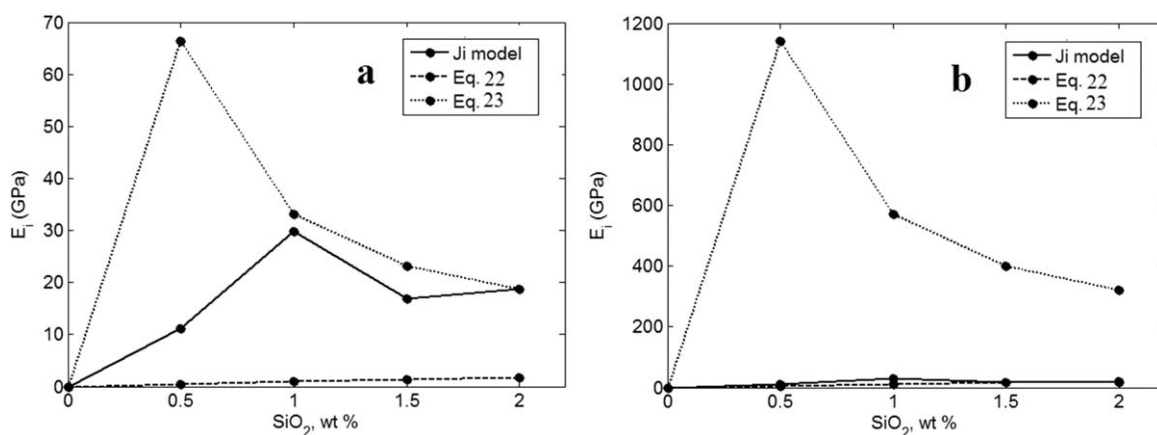 70
60
50
40
30
20
10
0
E_i (GPa)
a
Ji model
Eq. 22
Eq. 23
0 0.5 1 1.5 2
SiO₂, wt %
1200
1000
800
600
400
200
0
E_i (GPa)
b
Ji model
Eq. 22
Eq. 23
0 0.5 1 1.5 2
SiO₂, wt %